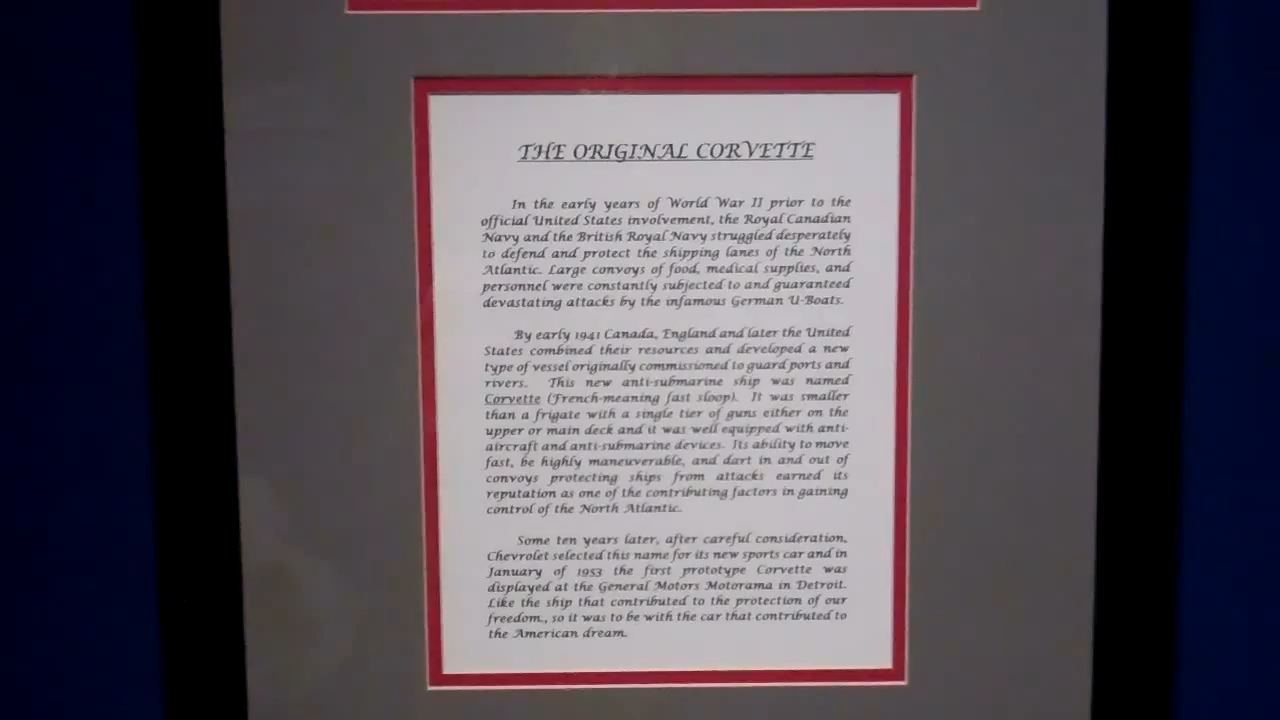 THE ORIGINAL CORVETTE
In the early years of World War II prior to the
official United States involvement, the Royal Canadian
Navy and the British Royal Navy struggled desperately
to defend and protect the shipping lanes of the North
Atlantic. Large convoys of food, medical supplies, and
personnel were constantly subjected to and guaranteed
devastating attacks by the infamous German U-Boats.
By early 1941 Canada, England and later the United
States combined their resources and developed a new
type of vessel originally commissioned to guard ports and
rivers. This new anti-submarine ship was named
Corvette (French-meaning fast sloop). It was smaller
than a frigate with a single tier of guns either on the
upper or main deck and it was well equipped with anti-
aircraft and anti-submarine devices. Its ability to move
fast, be highly maneuverable, and dart in and out of
convoys protecting ships from attacks earned its
reputation as one of the contributing factors in gaining
control of the North Atlantic.
Some ten years later, after careful consideration,
Chevrolet selected this name for its new sports car and in
January of 1953 the first prototype Corvette was
displayed at the General Motors Motorama in Detroit.
Like the ship that contributed to the protection of our
freedom., so it was to be with the car that contributed to
the American dream.